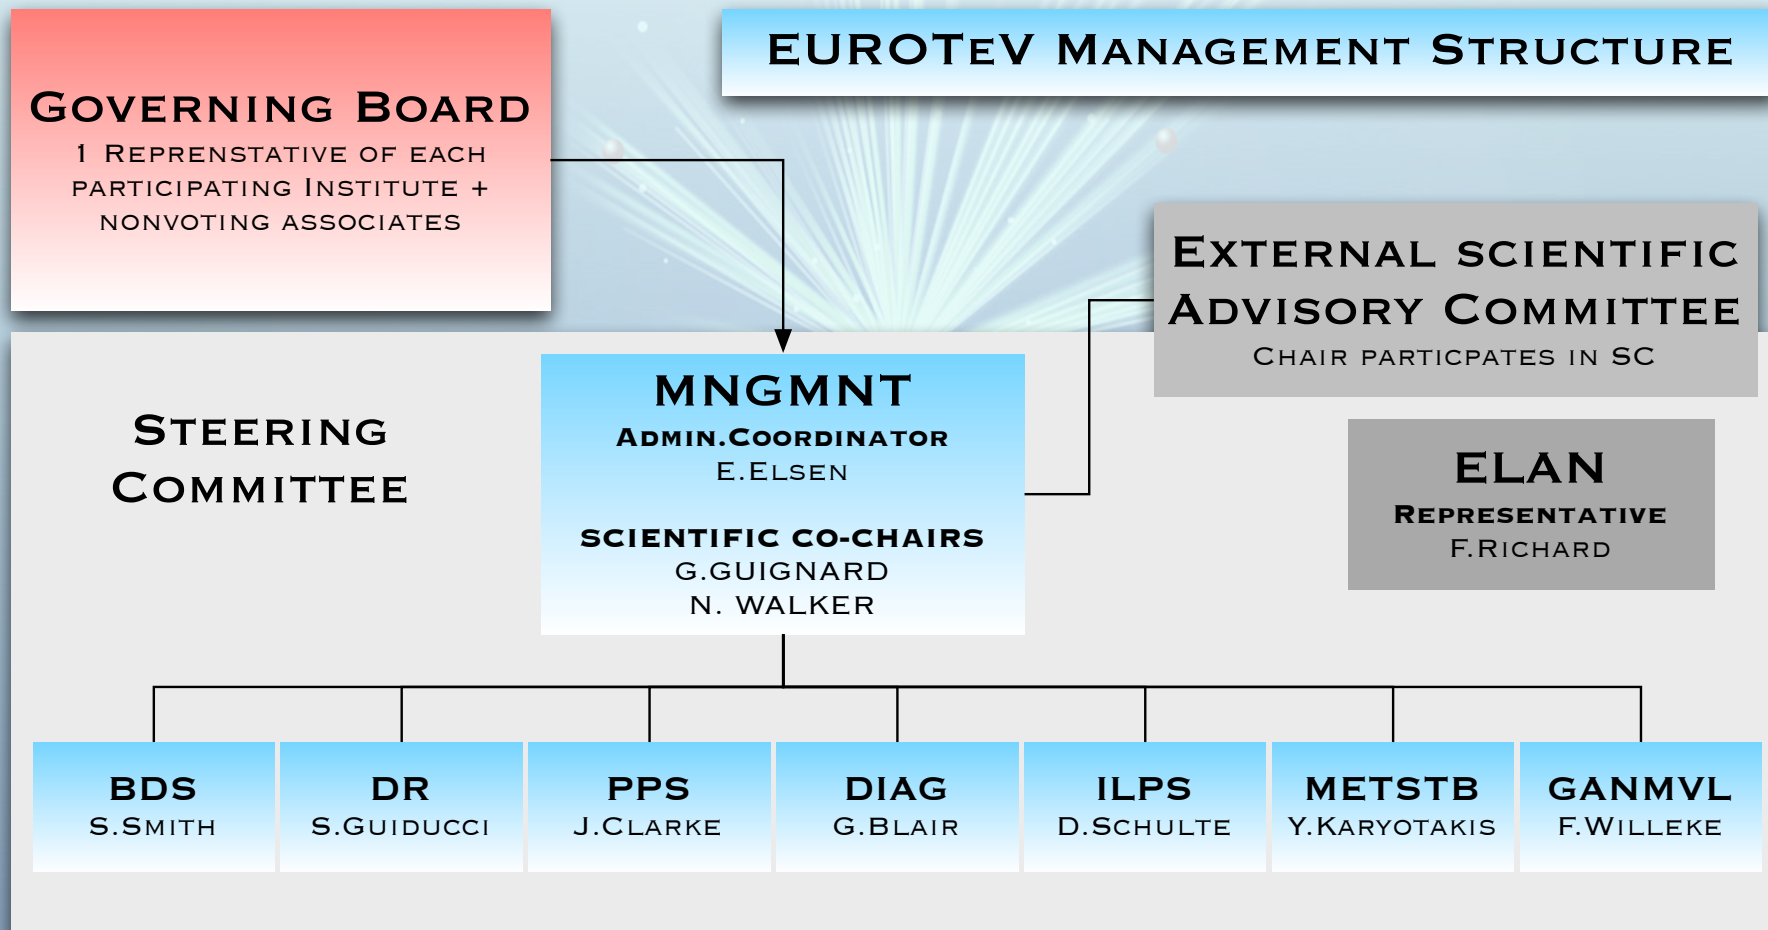 EUROTeV Management Structure
Governing Board
1 Reprenstative of each
participating Institute +
nonvoting associates
External scientific
Advisory Committee
Chair particpates in SC
Steering
Committee
MNGMNT
Admin.Coordinator
E.Elsen
scientific co-chairs
G.Guignard
N. Walker
ELAN
Representative
F.Richard
BDS
S.Smith
DR
S.Guiducci
PPS
J.Clarke
DIAG
G.Blair
ILPS
D.Schulte
METSTB
Y.Karyotakis
GANMVL
F.Willeke